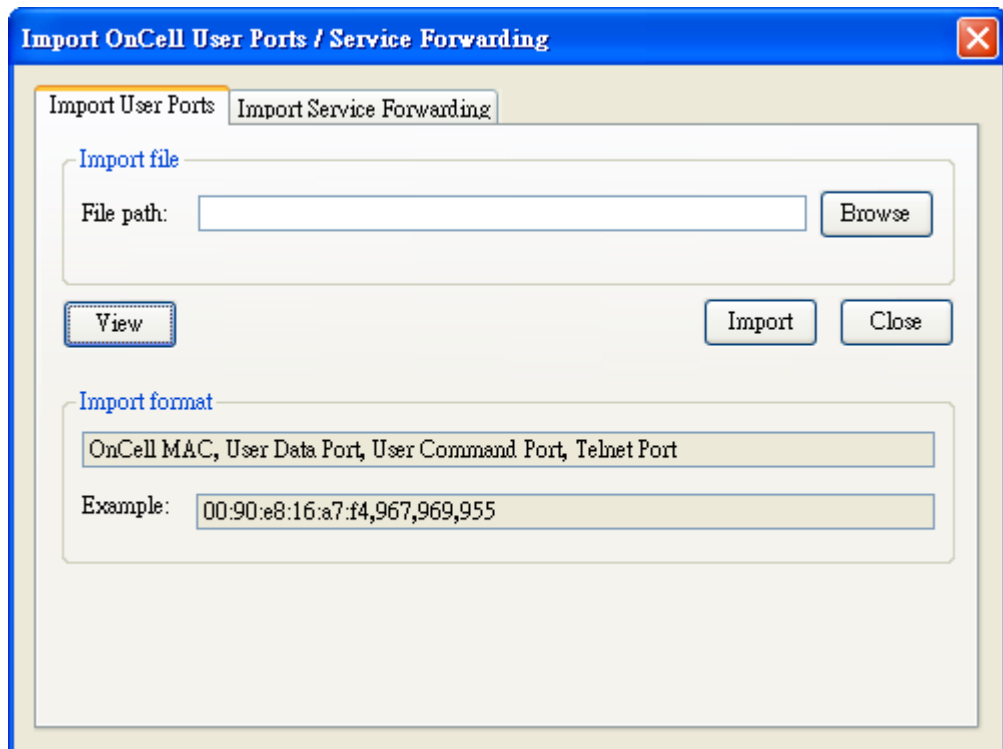 Import OnCell User Ports / Service Forwarding
Import User Ports
Import Service Forwarding
Import file
File path:
Browse
View
Import
Close
Import format
OnCell MAC, User Data Port, User Command Port, Telnet Port
Example:
00:90:e8:16:a7:f4,967,969,955